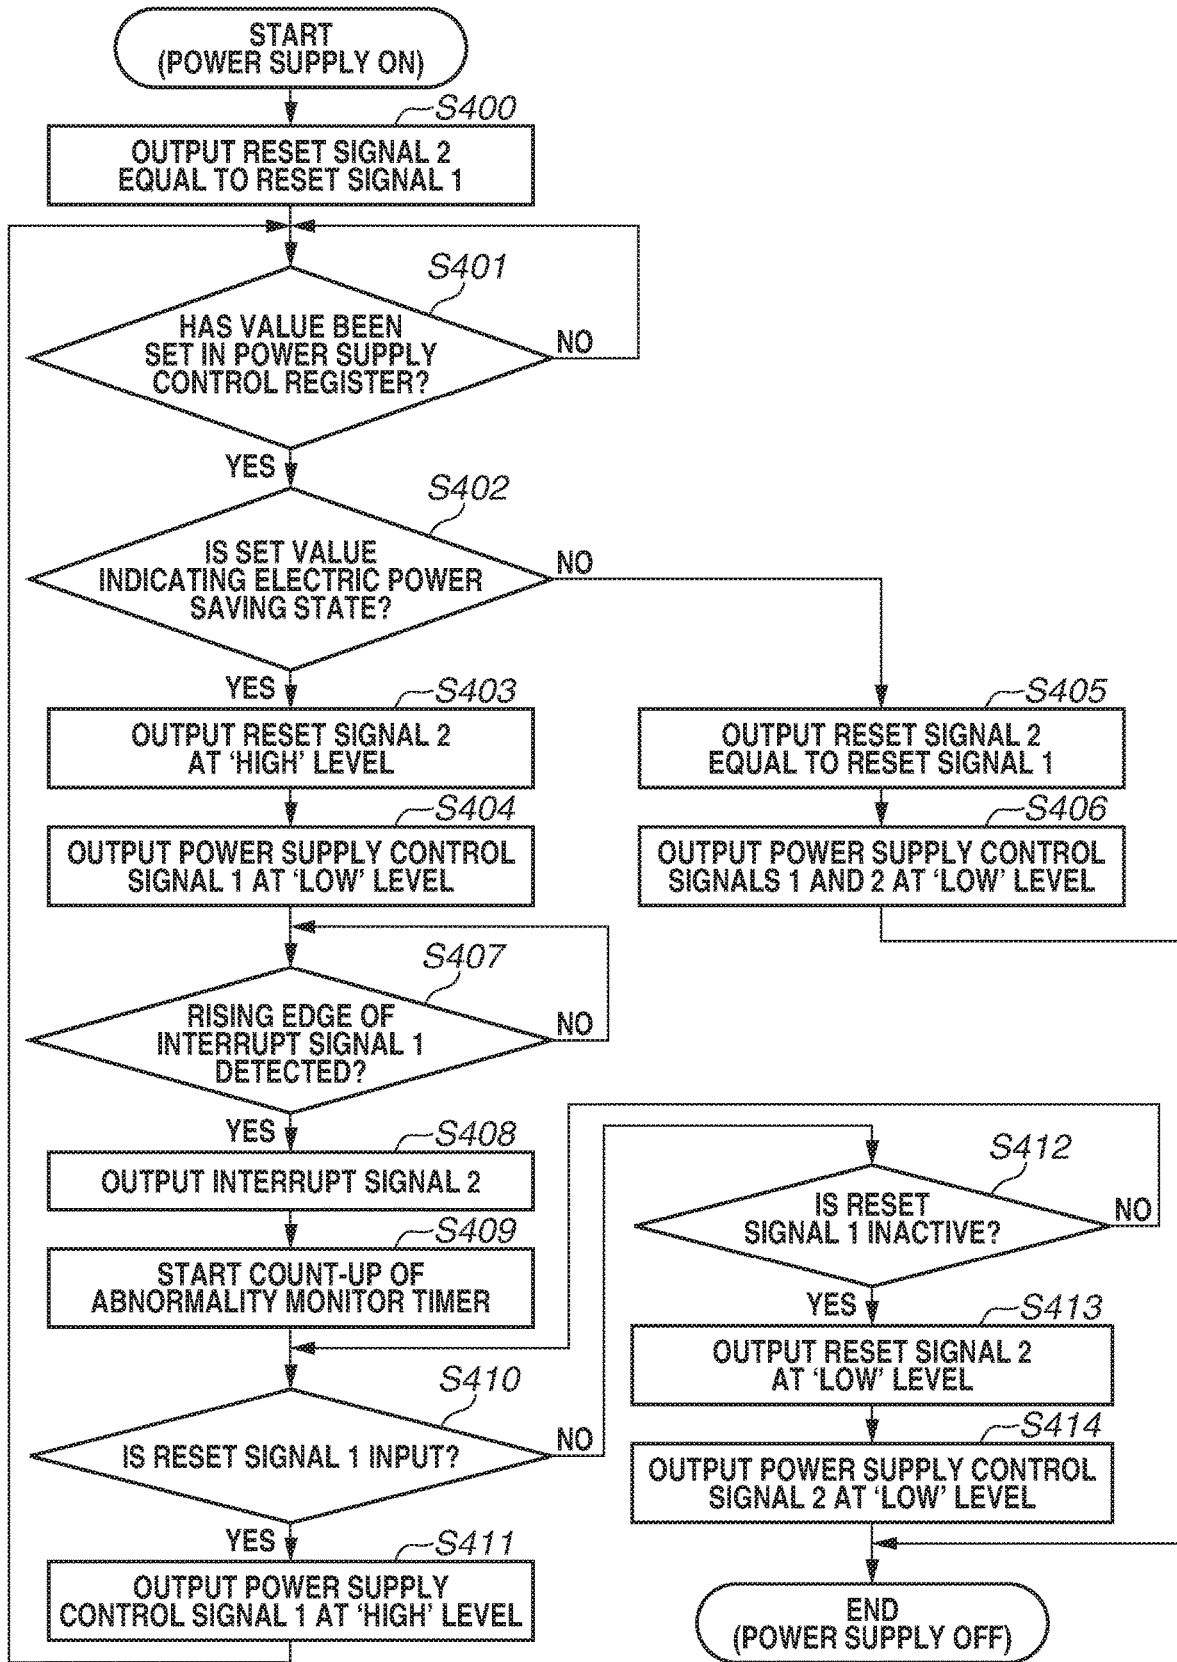 START
(POWER SUPPLY ON)
S400
OUTPUT RESET SIGNAL 2
EQUAL TO RESET SIGNAL 1
S401
HAS VALUE BEEN
SET IN POWER SUPPLY
CONTROL REGISTER?
NO
YES
S402
IS SET VALUE
INDICATING ELECTRIC POWER
SAVING STATE?
NO
YES
S403
OUTPUT RESET SIGNAL 2
AT ‘HIGH’ LEVEL
S404
OUTPUT POWER SUPPLY CONTROL
SIGNAL 1 AT ‘LOW’ LEVEL
S405
OUTPUT RESET SIGNAL 2
EQUAL TO RESET SIGNAL 1
S406
OUTPUT POWER SUPPLY CONTROL
SIGNALS 1 AND 2 AT ‘LOW’ LEVEL
S407
RISING EDGE OF
INTERRUPT SIGNAL 1
DETECTED?
NO
YES
S408
OUTPUT INTERRUPT SIGNAL 2
S409
START COUNT-UP OF
ABNORMALITY MONITOR TIMER
S410
IS RESET SIGNAL 1 INPUT?
NO
YES
S411
OUTPUT POWER SUPPLY
CONTROL SIGNAL 1 AT ‘HIGH’ LEVEL
S412
IS RESET
SIGNAL 1 INACTIVE?
NO
YES
S413
OUTPUT RESET SIGNAL 2
AT ‘LOW’ LEVEL
S414
OUTPUT POWER SUPPLY CONTROL
SIGNAL 2 AT ‘LOW’ LEVEL
END
(POWER SUPPLY OFF)